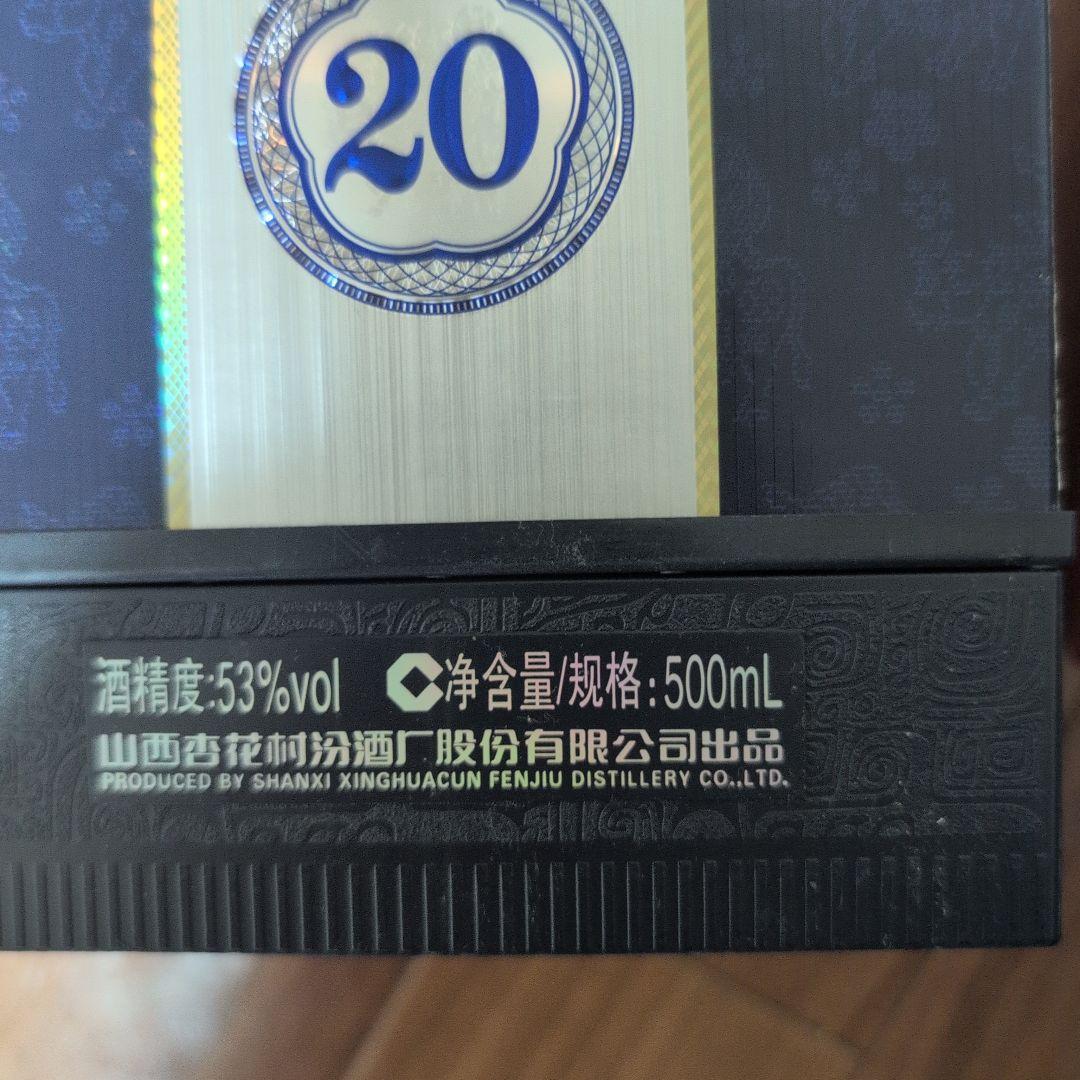 20
酒精度:53%vol 净含量/规格:500mL
山西杏花村汾酒厂股份有限公司出品
PRODUCED BY SHANXI XINGHUACUN FENJIU DISTILLERY CO.,LTD.